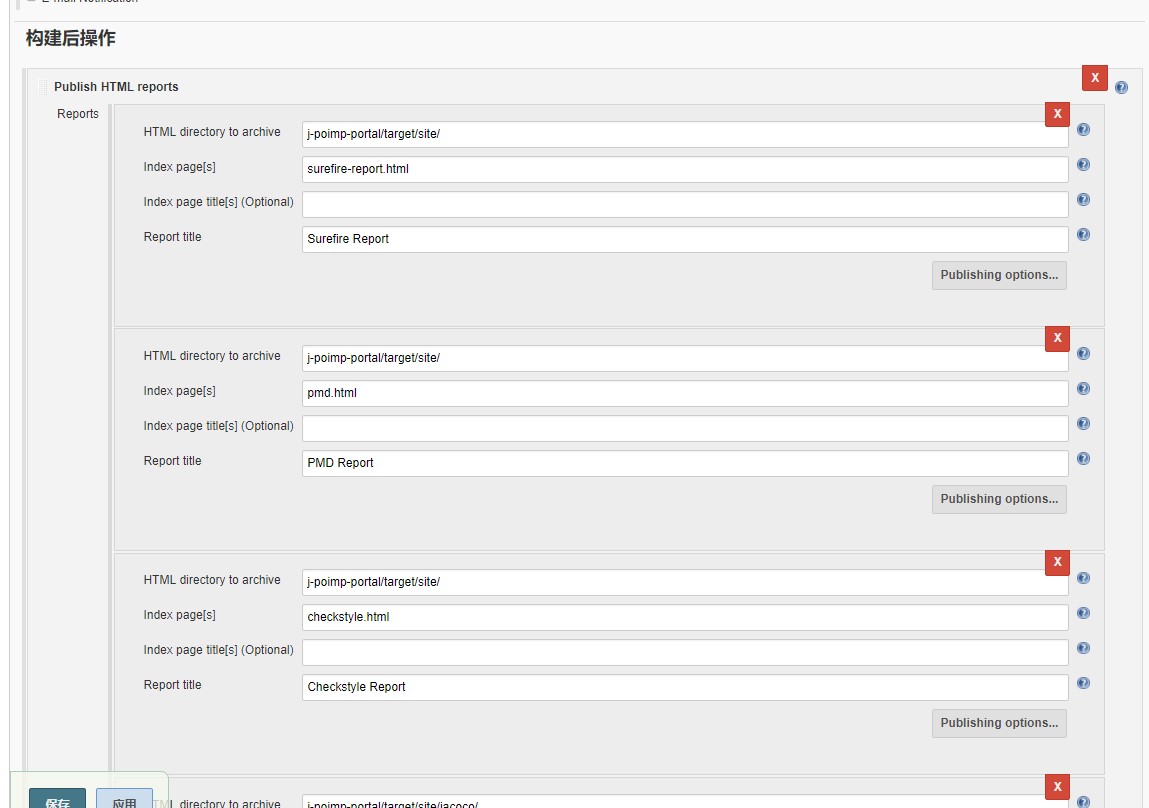 E-mail Notification
构建后操作
Publish HTML reports
X
Reports
X
HTML directory to archive
j-poimp-portal/target/site/
Index page[s]
surefire-report.html
Index page title[s] (Optional)
Report title
Surefire Report
Publishing options...
X
HTML directory to archive
j-poimp-portal/target/site/
Index page[s]
pmd.html
Index page title[s] (Optional)
Report title
PMD Report
Publishing options...
X
HTML directory to archive
j-poimp-portal/target/site/
Index page[s]
checkstyle.html
Index page title[s] (Optional)
Report title
Checkstyle Report
Publishing options...
X
HTML directory to archive
j-poimp-portal/target/site/jacoco/
保存
应用